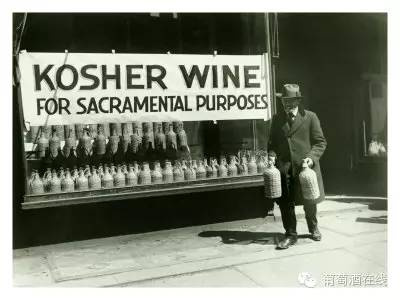 KOSHER WINE
FOR SACRAMENTAL PURPOSES
葡萄酒在线